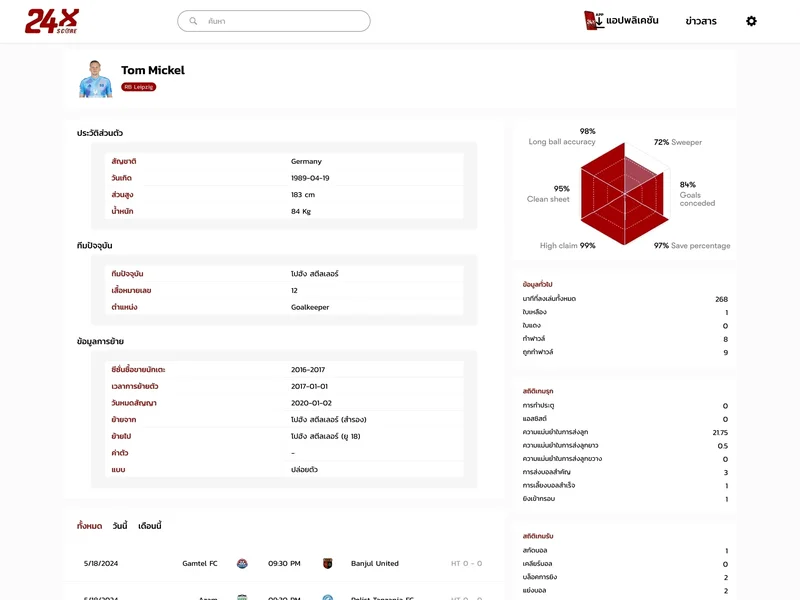 24X SCORE
ค้นหา
แอปพลิเคชัน
ข่าวสาร
Tom Mickel
RB Leipzig
ประวัติส่วนตัว
สัญชาติ Germany
วันเกิด 1989-04-19
ส่วนสูง 183 cm
น้ำหนัก 84 Kg
ทีมปัจจุบัน
ทีมปัจจุบัน โปฮัง สตีลเลอร์
เสื้อหมายเลข 12
ตำแหน่ง Goalkeeper
ข้อมูลการย้าย
ซีซั่นซื้อขายนักเตะ 2016-2017
เวลาการย้ายตัว 2017-01-01
วันหมดสัญญา 2020-01-02
ย้ายจาก โปฮัง สตีลเลอร์ (สำรอง)
ย้ายไป โปฮัง สตีลเลอร์ (ยู 18)
ค่าตัว -
แบบ ปล่อยตัว
ทั้งหมด วันนี้ เดือนนี้
5/18/2024 Gamtel FC 09:30 PM Banjul United HT 0 - 0
98%
Long ball accuracy
72% Sweeper
84%
Goals
conceded
95%
Clean sheet
High claim 99%
97% Save percentage
ข้อมูลทั่วไป
นาทีที่ลงเล่นทั้งหมด 268
ใบเหลือง 1
ใบแดง 0
ทำฟาวล์ 8
ถูกทำฟาวล์ 9
สถิติเกมรุก
การทำประตู 0
แอสซิสต์ 0
ความแม่นยำในการส่งลูก 21.75
ความแม่นยำในการส่งลูกยาว 0.5
ความแม่นยำในการส่งลูกขวาง 0
การส่งบอลสำคัญ 3
การเลี้ยงบอลสำเร็จ 1
ยิงเข้ากรอบ 1
สถิติเกมรับ
สกัดบอล 1
เคลียร์บอล 0
บล็อคการยิง 2
แย่งบอล 2